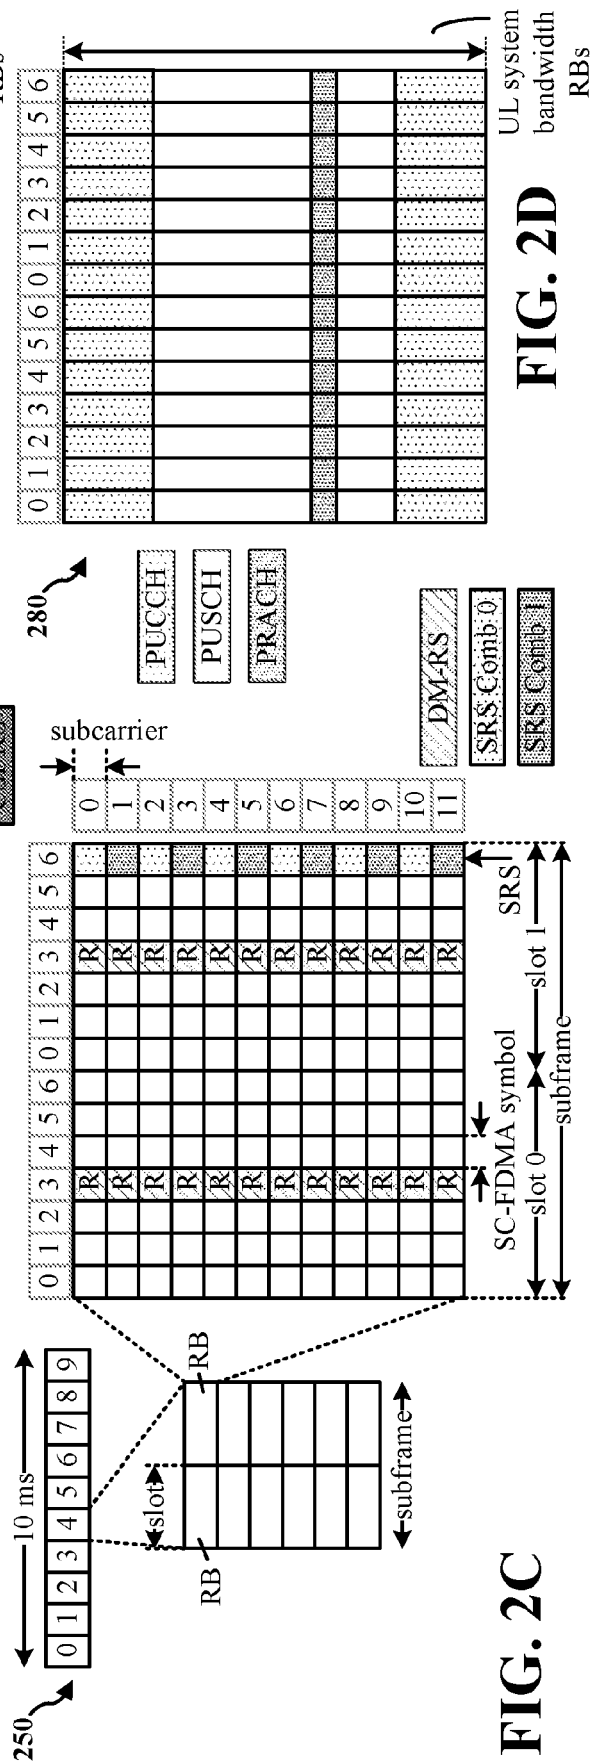 250
10 ms
0 1 2 3 4 5 6 7 8 9
slot
RB
RB
subframe
FIG. 2C
0 1 2 3 4 5 6 0 1 2 3 4 5 6
subcarrier
0
1
2
3
4
5
6
7
8
9
10
11
R R
R R
R R
R R
R R
R R
R R
R R
R R
R R
R R
R R
SC-FDMA symbol
SRS
slot 0
slot 1
subframe
DM-RS
SRS Comb 0
SRS Comb 1
280
PUCCH
PUSCH
PRACH
0 1 2 3 4 5 6 0 1 2 3 4 5 6
RBs
UL system
bandwidth
RBs
FIG. 2D